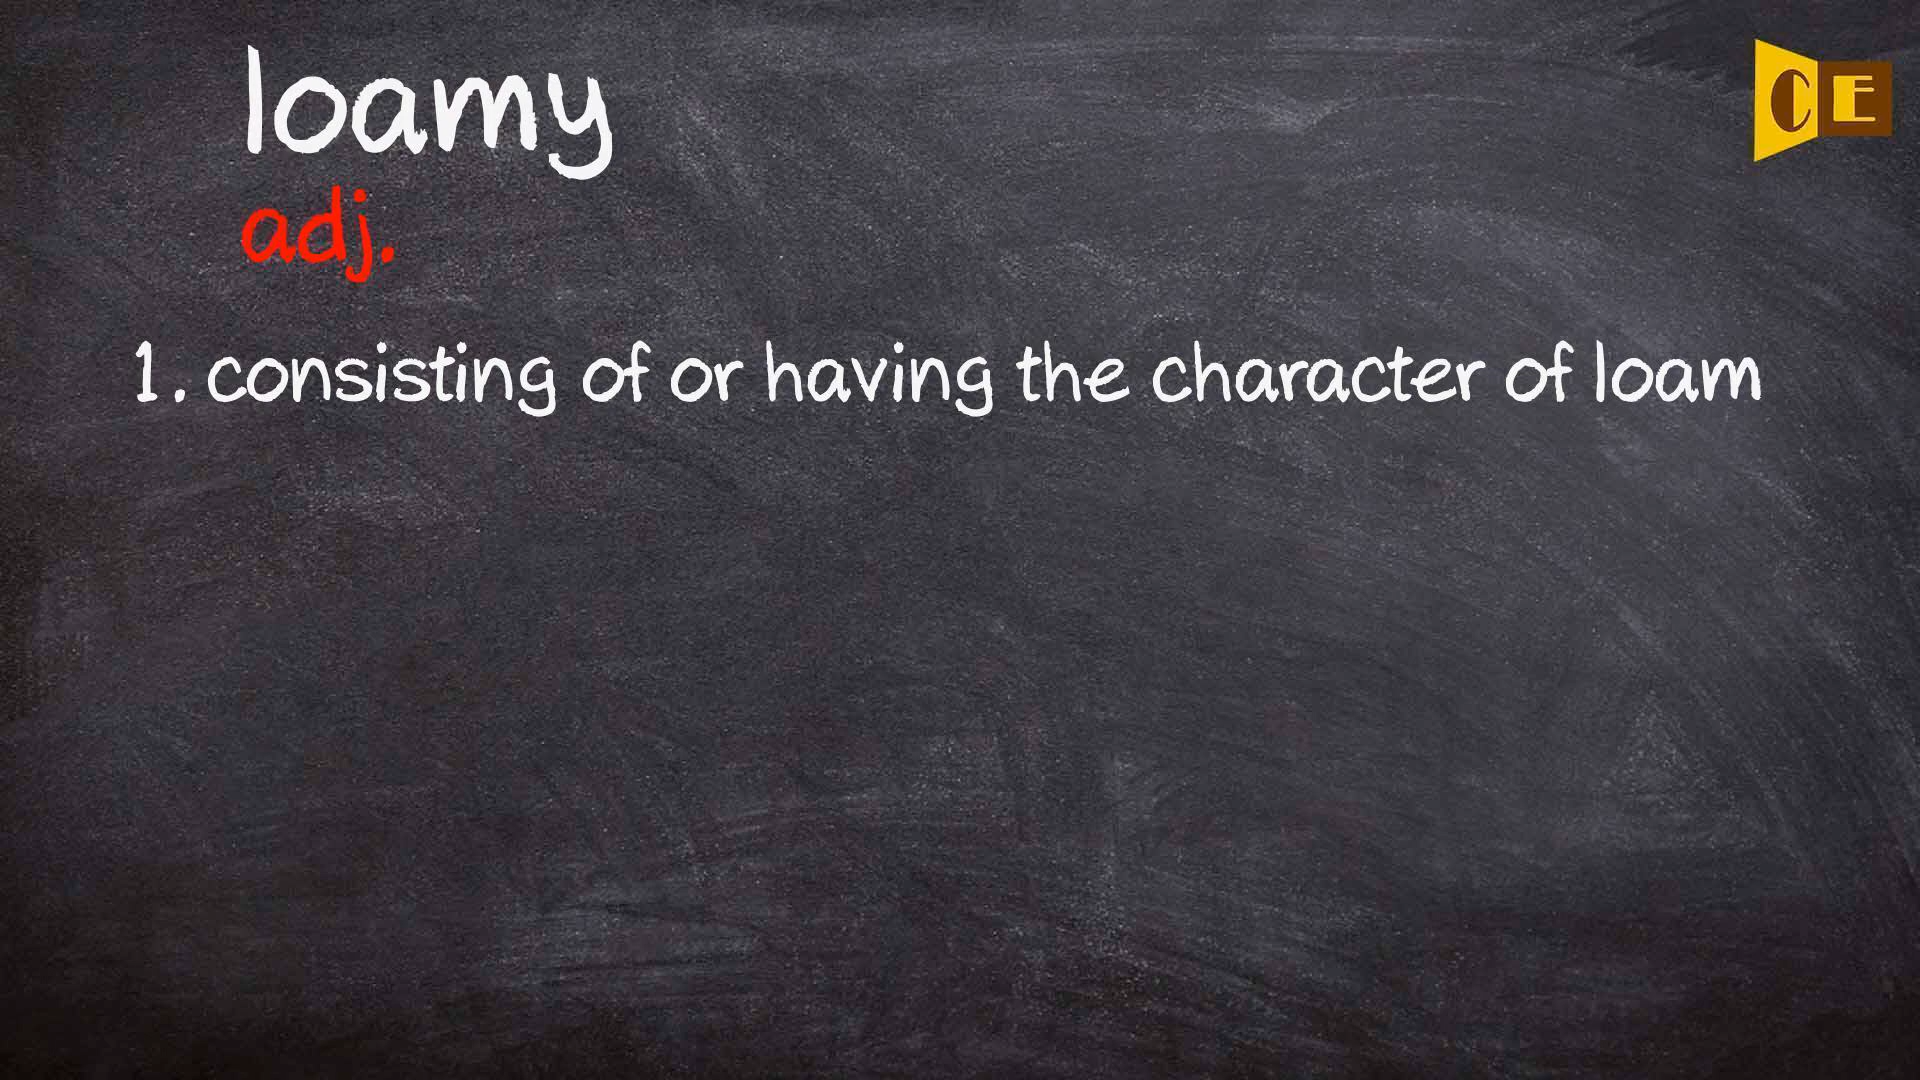 loamy
CE
adj.
1. consisting of or having the character of loam